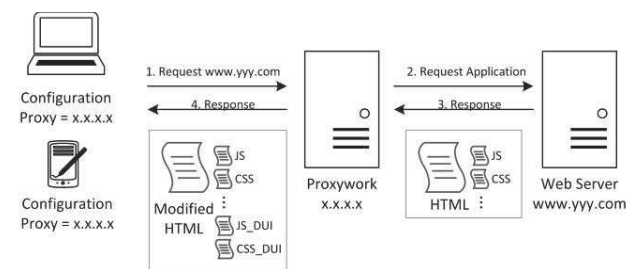 1. Request www.yyy.com
2. Request Application
4. Response
3. Response
Configuration
Proxy = x.x.x.x
Configuration
Proxy = x.x.x.x
JS
CSS
Modified
HTML
JS_DUI
CSS_DUI
Proxywork
x.x.x.x
JS
CSS
HTML
Web Server
www.yyy.com